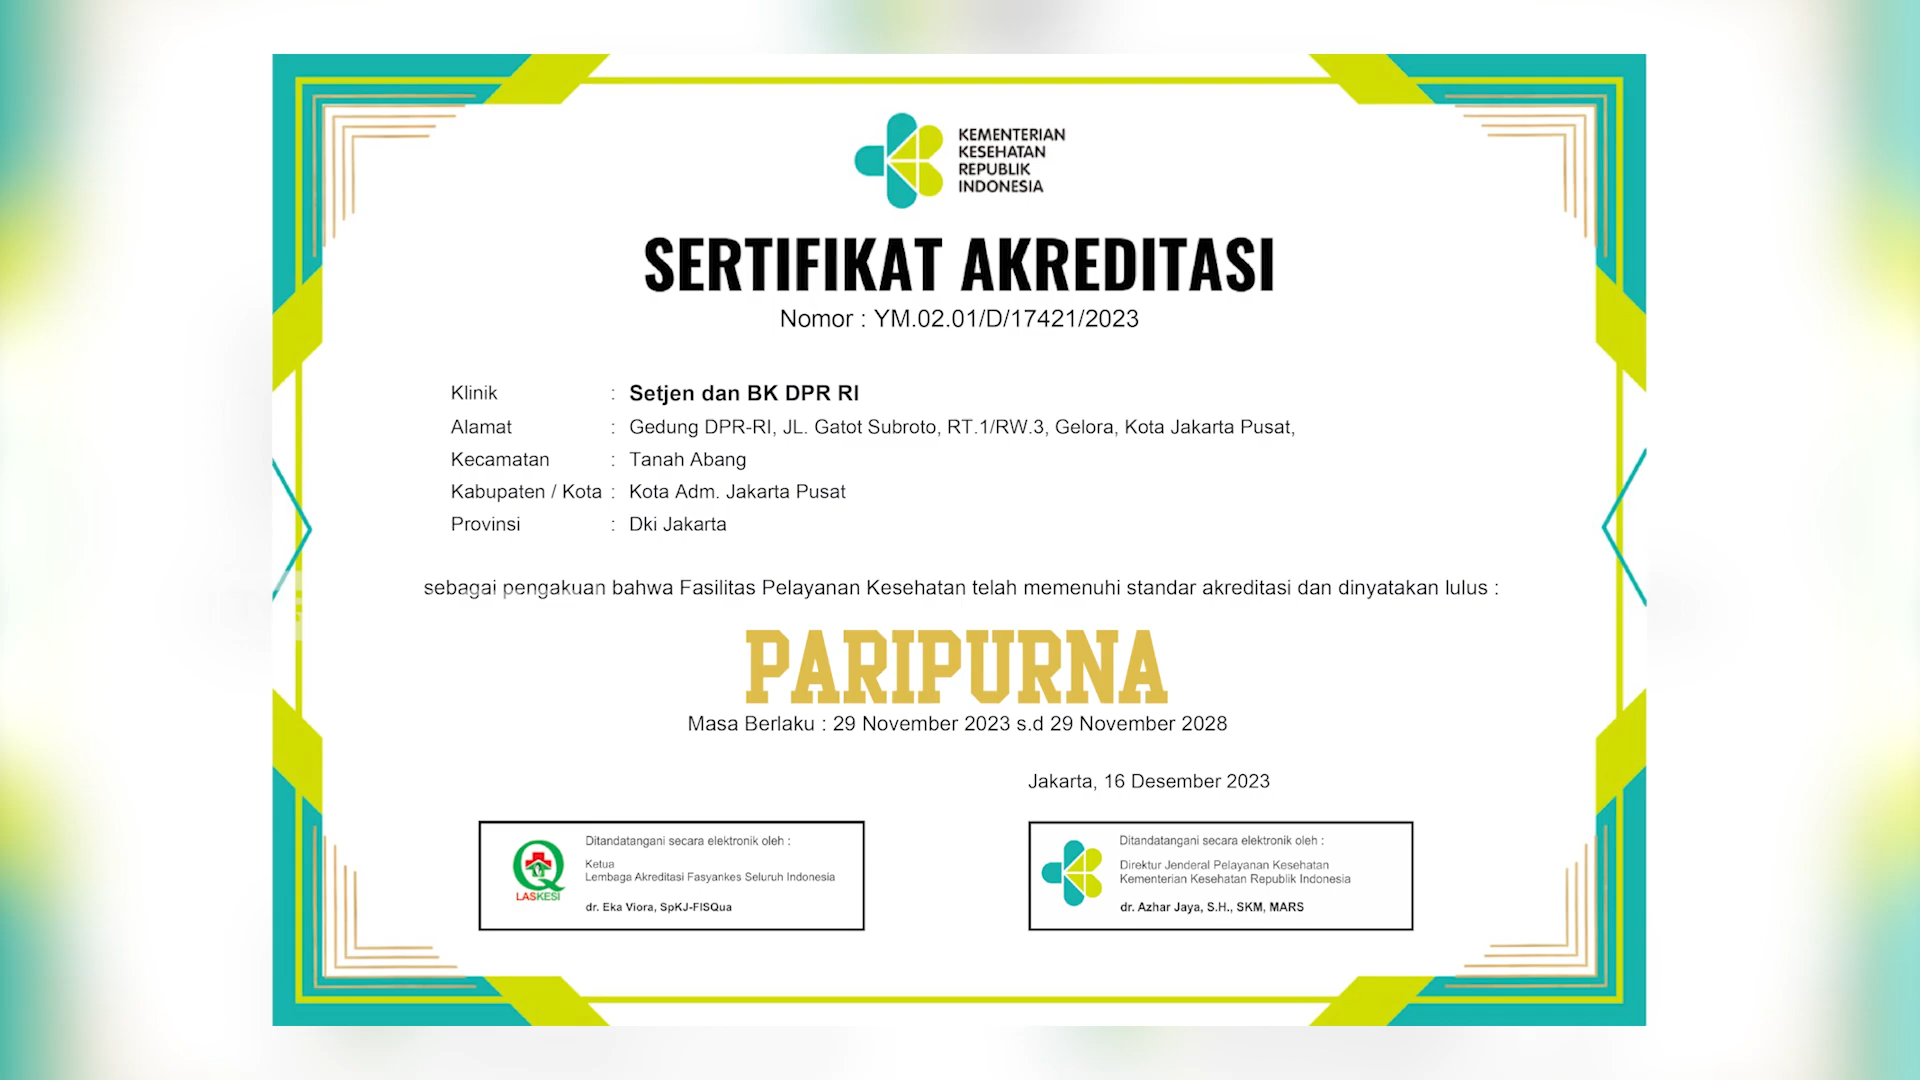 KEMENTERIAN
KESEHATAN
REPUBLIK
INDONESIA
SERTIFIKAT AKREDITASI
Nomor : YM.02.01/D/17421/2023
Klinik : Setjen dan BK DPR RI
Alamat : Gedung DPR-RI, JL. Gatot Subroto, RT.1/RW.3, Gelora, Kota Jakarta Pusat,
Kecamatan : Tanah Abang
Kabupaten / Kota : Kota Adm. Jakarta Pusat
Provinsi : Dki Jakarta
sebagai pengakuan bahwa Fasilitas Pelayanan Kesehatan telah memenuhi standar akreditasi dan dinyatakan lulus :
PARIPURNA
Masa Berlaku : 29 November 2023 s.d 29 November 2028
Jakarta, 16 Desember 2023
LASKESI
Ditandatangani secara elektronik oleh :
Ketua
Lembaga Akreditasi Fasyankes Seluruh Indonesia
dr. Eka Viora, SpKJ-FISQua
Ditandatangani secara elektronik oleh :
Direktur Jenderal Pelayanan Kesehatan
Kementerian Kesehatan Republik Indonesia
dr. Azhar Jaya, S.H., SKM, MARS